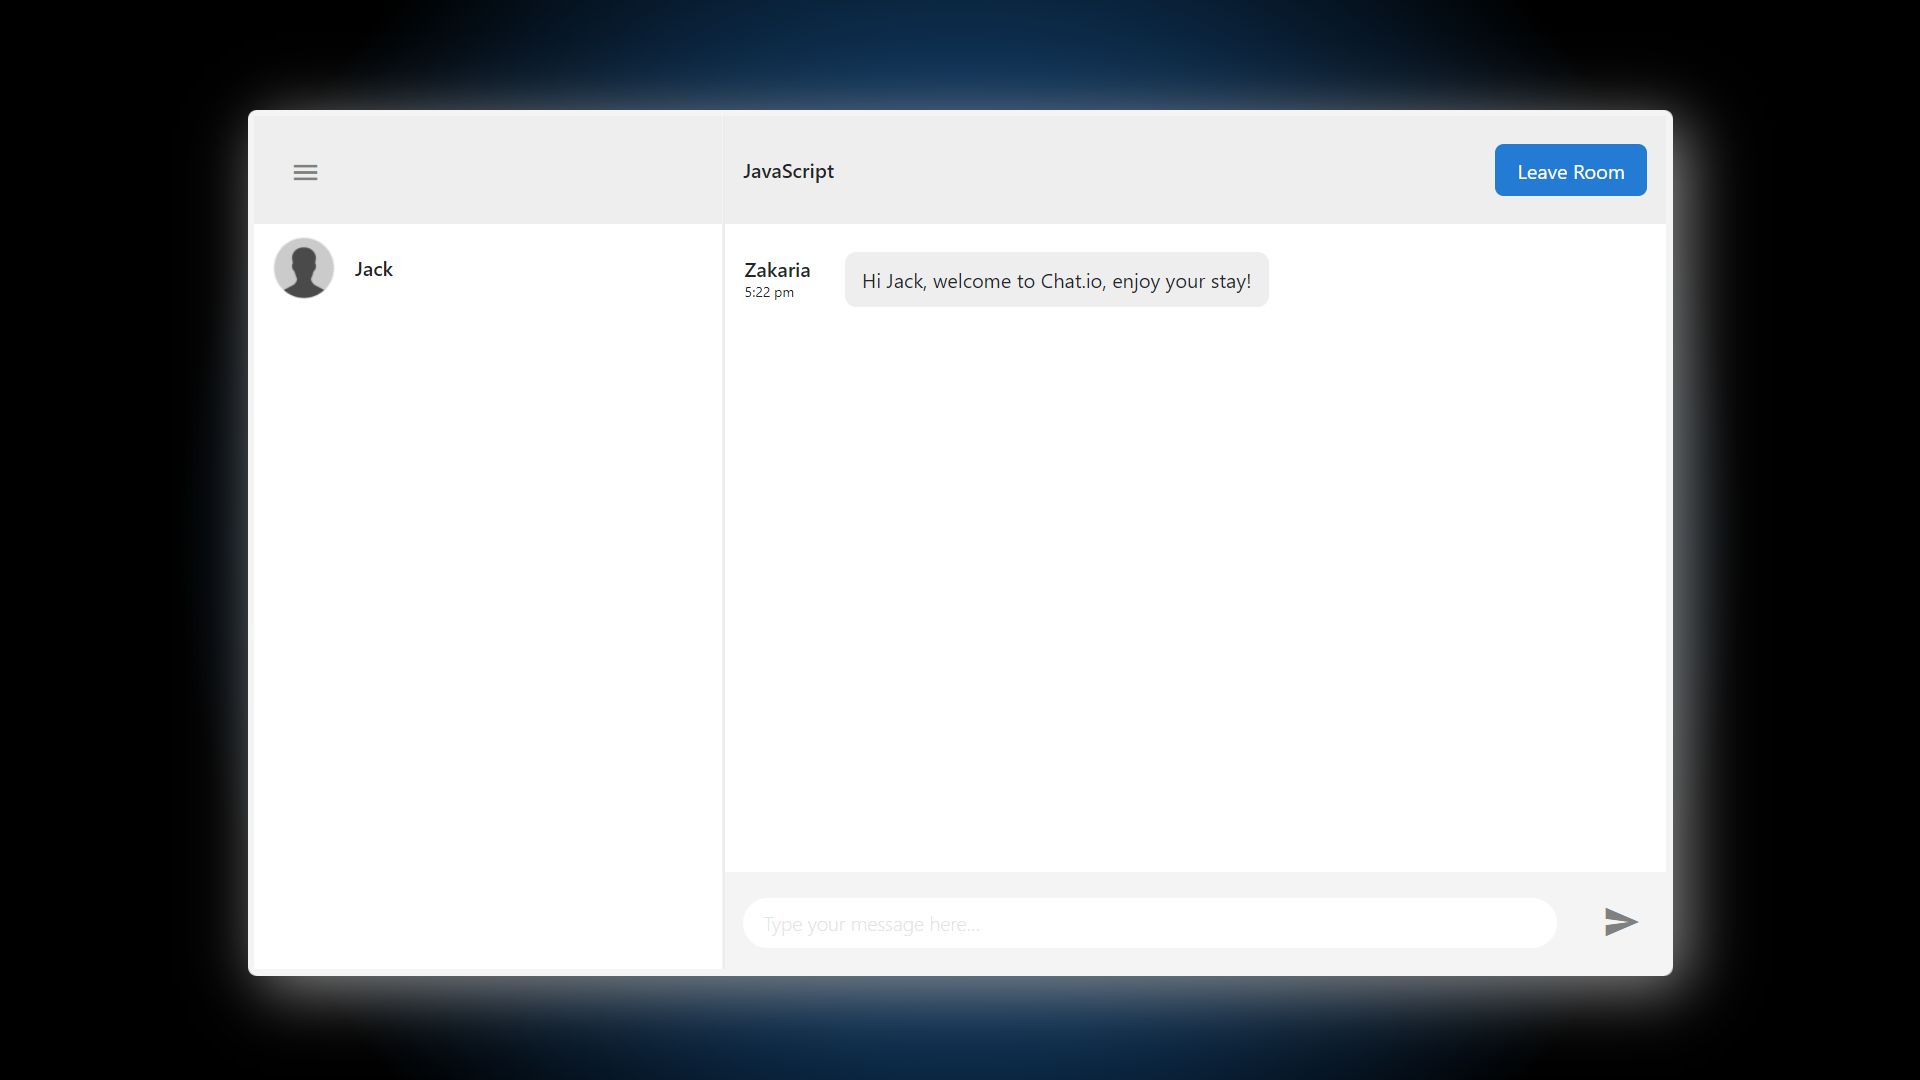 JavaScript
Leave Room
Jack
Zakaria
5:22 pm
Hi Jack, welcome to Chat.io, enjoy your stay!
Type your message here...